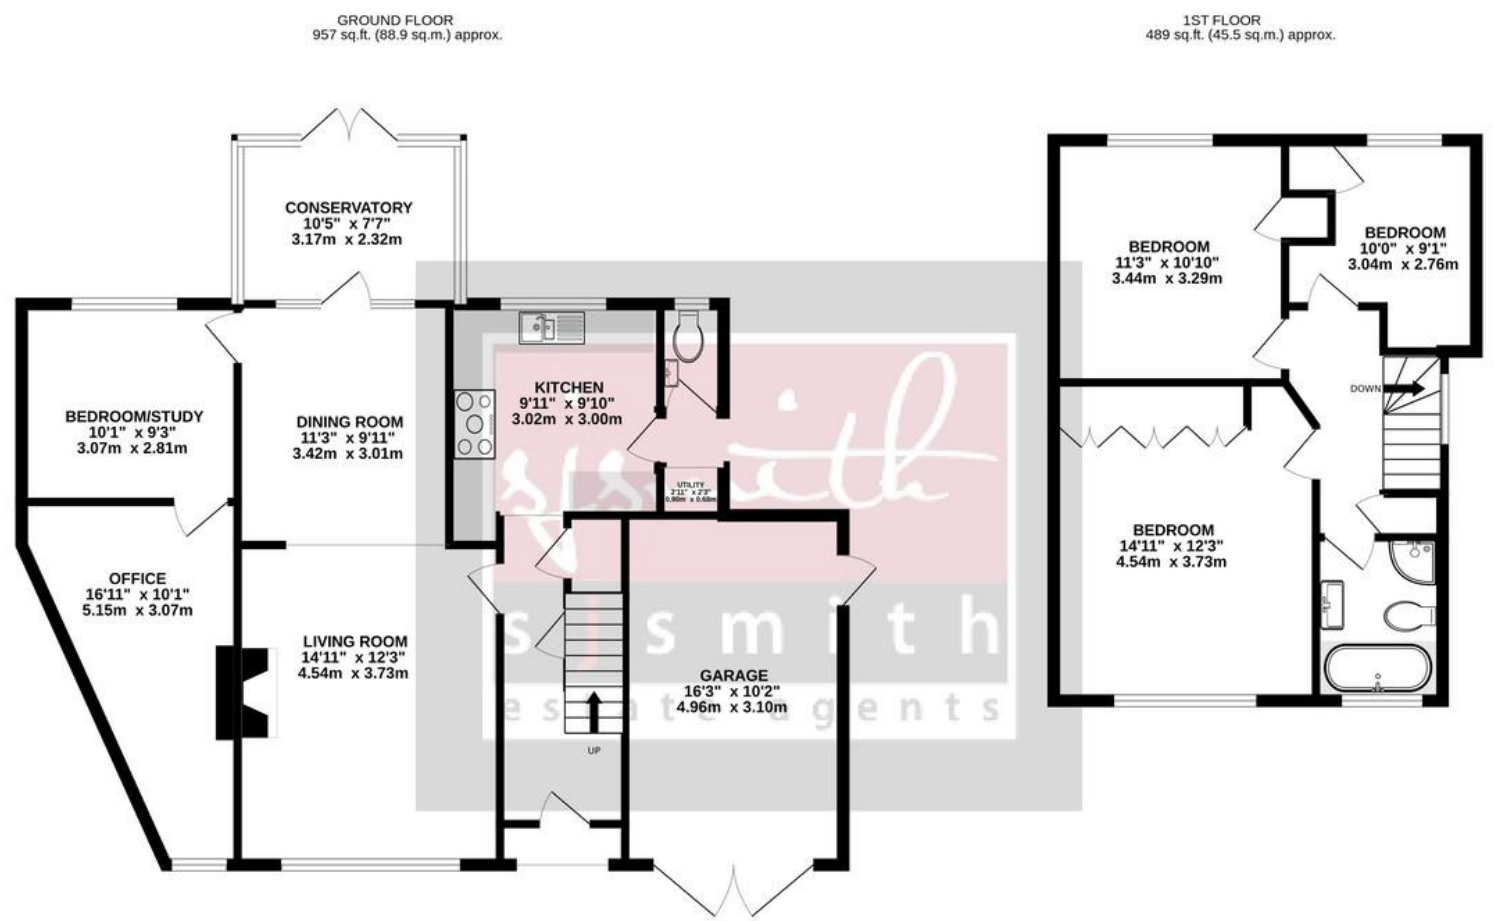 GROUND FLOOR
957 sq.ft. (88.9 sq.m.) approx.
1ST FLOOR
489 sq.ft. (45.5 sq.m.) approx.
CONSERVATORY
10'5" x 7'7"
3.17m x 2.32m
BEDROOM/STUDY
10'1" x 9'3"
3.07m x 2.81m
DINING ROOM
11'3" x 9'11"
3.42m x 3.01m
KITCHEN
9'11" x 9'10"
3.02m x 3.00m
UTILITY
2'11" x 2'3"
0.90m x 0.68m
OFFICE
16'11" x 10'1"
5.15m x 3.07m
LIVING ROOM
14'11" x 12'3"
4.54m x 3.73m
GARAGE
16'3" x 10'2"
4.96m x 3.10m
UP
BEDROOM
11'3" x 10'10"
3.44m x 3.29m
BEDROOM
10'0" x 9'1"
3.04m x 2.76m
DOWN
BEDROOM
14'11" x 12'3"
4.54m x 3.73m
sjsmith
sjsmith
estate agents